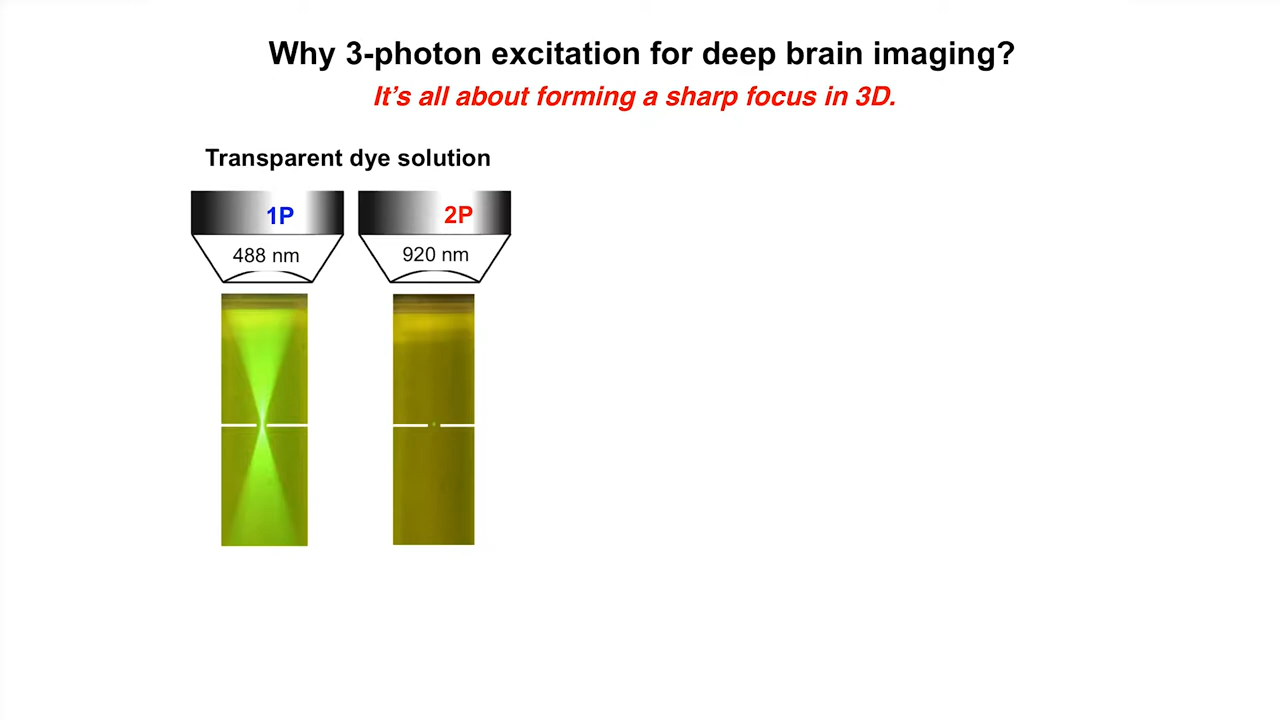 Why 3-photon excitation for deep brain imaging?
It's all about forming a sharp focus in 3D.
Transparent dye solution
1P
2P
488 nm
920 nm